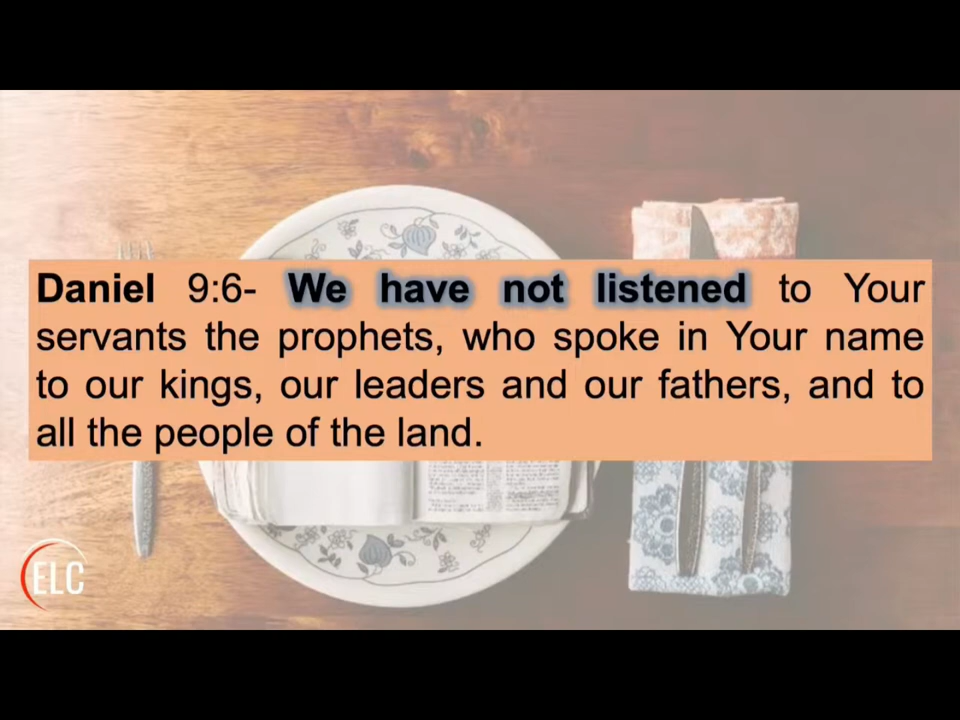 Daniel 9:6- We have not listened to Your
servants the prophets, who spoke in Your name
to our kings, our leaders and our fathers, and to
all the people of the land.
ELC